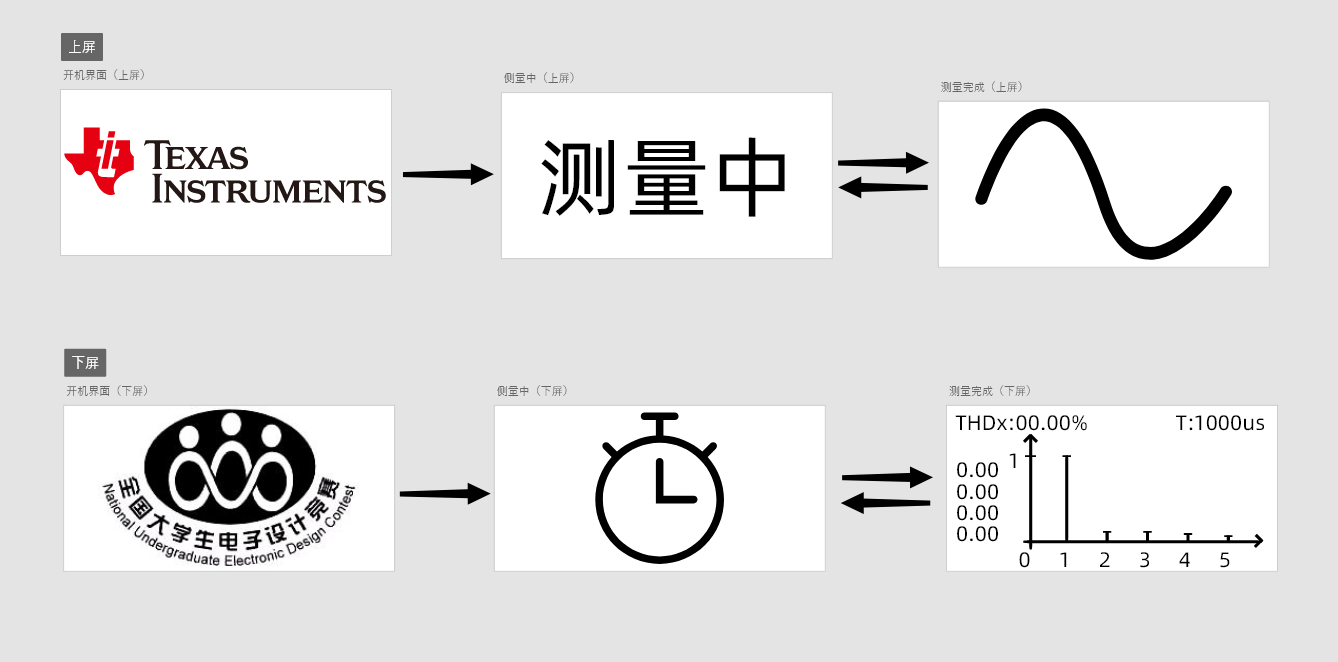 上屏
开机界面（上屏）
TEXAS
INSTRUMENTS
侧量中（上屏）
测量中
测量完成（上屏）
下屏
开机界面（下屏）
全国大学生电子设计竞赛
National Undergraduate Electronic Design Contest
侧量中（下屏）
测量完成（下屏）
THDx:00.00% T:1000us
1
0.00
0.00
0.00
0.00
0 1 2 3 4 5